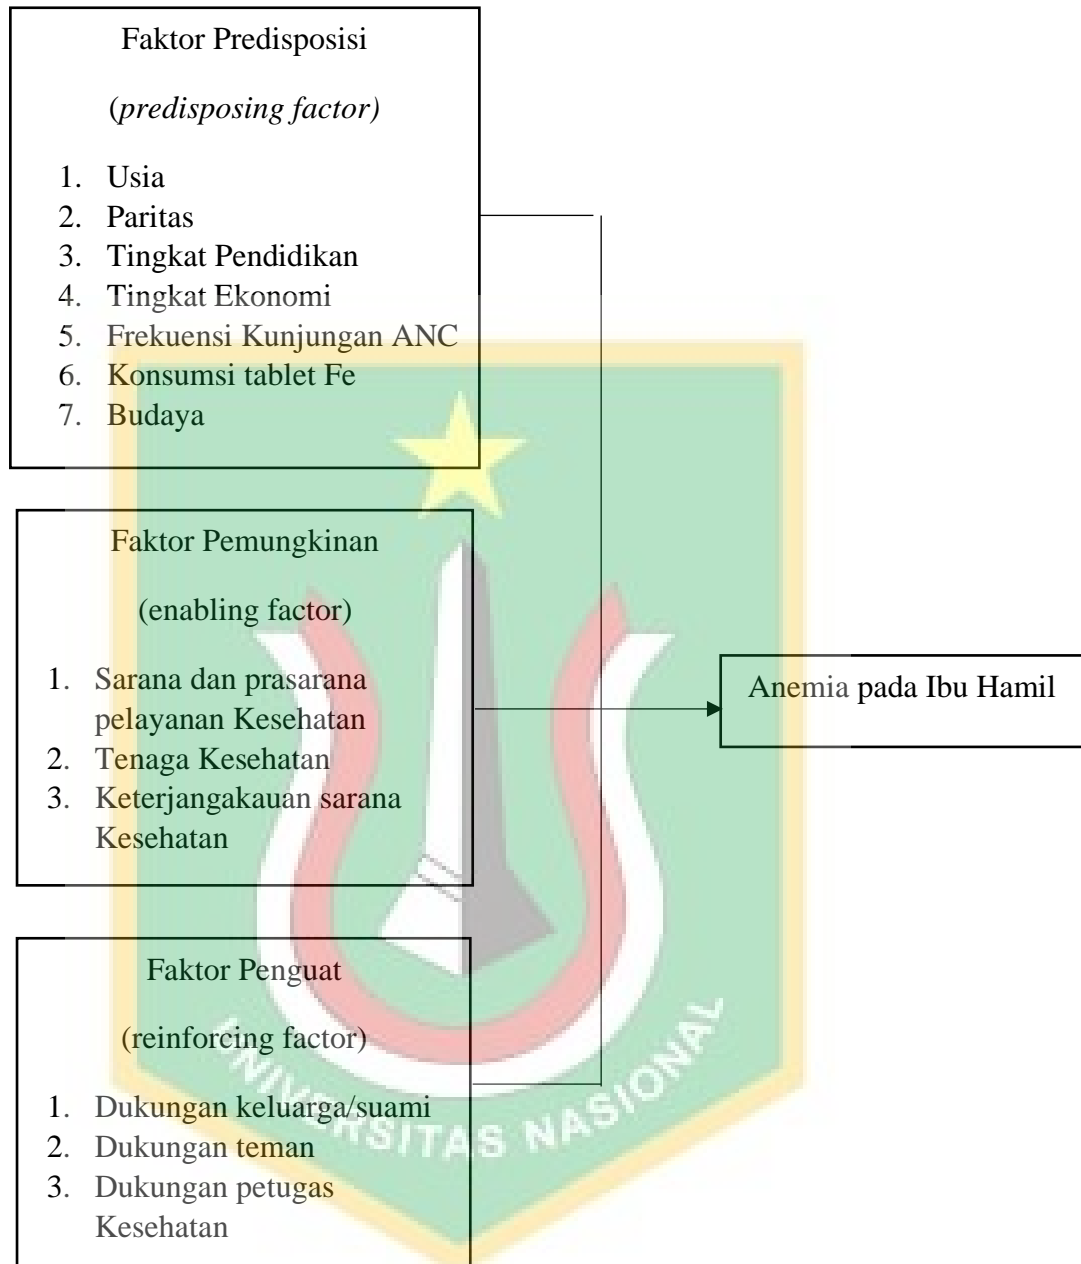 Faktor Predisposisi
(predisposing factor)
1. Usia
2. Paritas
3. Tingkat Pendidikan
4. Tingkat Ekonomi
5. Frekuensi Kunjungan ANC
6. Konsumsi tablet Fe
7. Budaya
Faktor Pemungkinan
(enabling factor)
1. Sarana dan prasarana
pelayanan Kesehatan
2. Tenaga Kesehatan
3. Keterjangakauan sarana
Kesehatan
Anemia pada Ibu Hamil
Faktor Penguat
(reinforcing factor)
1. Dukungan keluarga/suami
2. Dukungan teman
3. Dukungan petugas
Kesehatan
UNIVERSITAS NASIONAL